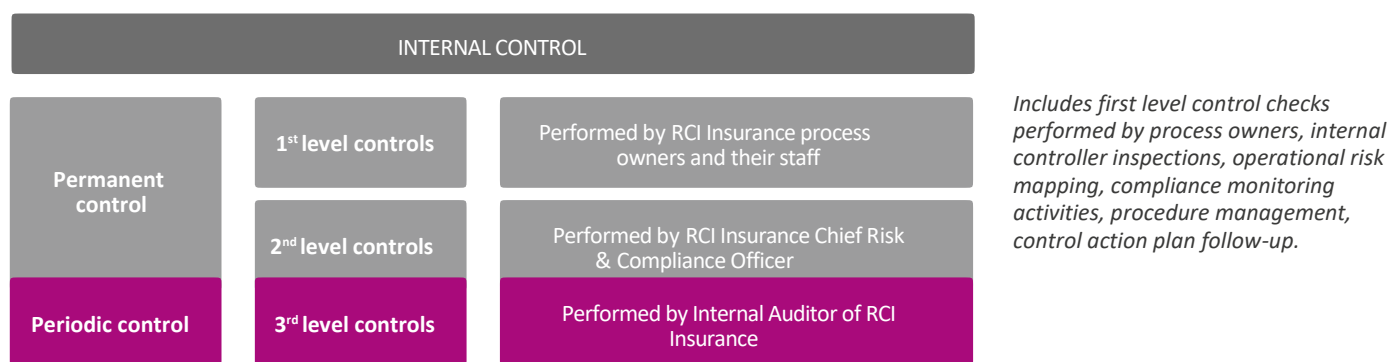 INTERNAL CONTROL
Permanent
control
1st level controls
Performed by RCI Insurance process
owners and their staff
2nd level controls
Performed by RCI Insurance Chief Risk
& Compliance Officer
Periodic control
3rd level controls
Performed by Internal Auditor of RCI
Insurance
Includes first level control checks
performed by process owners, internal
controller inspections, operational risk
mapping, compliance monitoring
activities, procedure management,
control action plan follow-up.